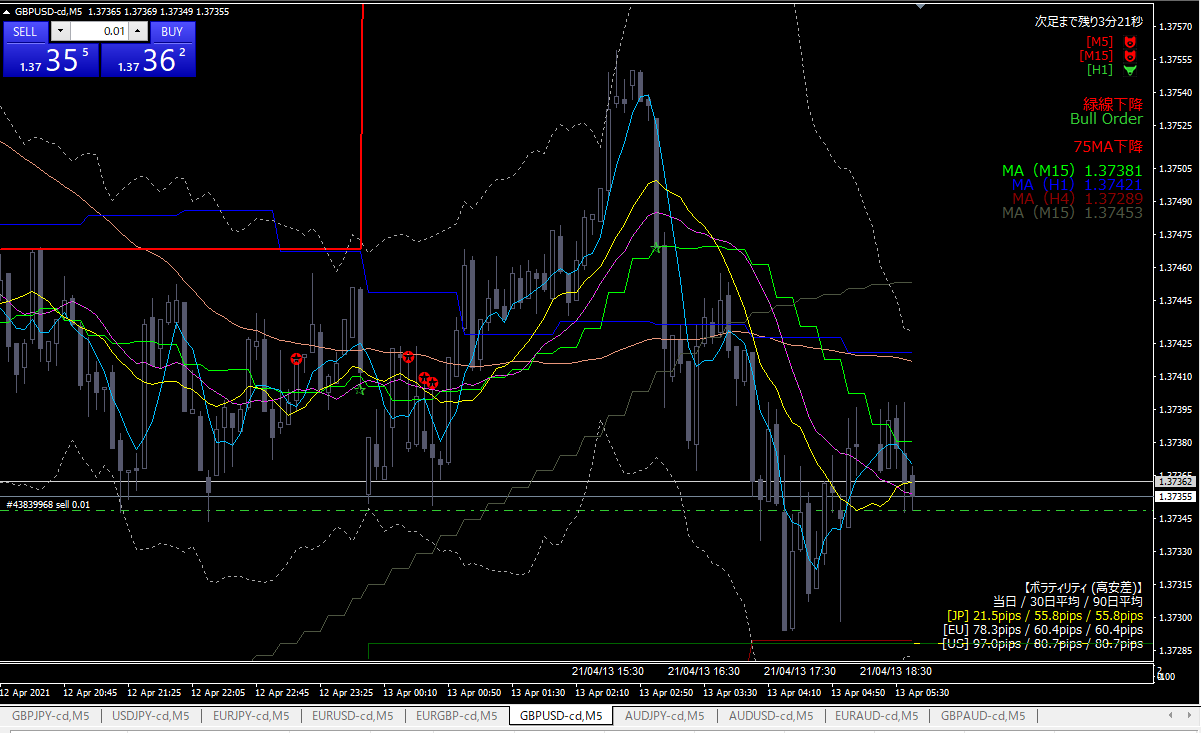 GBPUSD-cd,M5 1.37365 1.37369 1.37349 1.37355
SELL 0.01 BUY
1.37 35 5 1.37 36 2
次足まで残り3分21秒
[M5]
[M15]
[H1]
緑線下降
Bull Order
75MA下降
MA（M15）1.37381
MA（H1）1.37421
MA（H4）1.37289
MA（M15）1.37453
1.37570
1.37555
1.37540
1.37525
1.37505
1.37490
1.37475
1.37460
1.37445
1.37425
1.37410
1.37395
1.37380
1.37365
1.37362
1.37355
1.37345
1.37330
1.37315
1.37300
1.37285
#43839968 sell 0.01
【ボラティリティ (高安差)】
当日 / 30日平均 / 90日平均
[JP] 21.5pips / 55.8pips / 55.8pips
[EU] 78.3pips / 60.4pips / 60.4pips
[US] 97.0pips / 80.7pips / 80.7pips
21/04/13 15:30 21/04/13 16:30 21/04/13 17:30 21/04/13 18:30
12 Apr 2021 12 Apr 20:45 12 Apr 21:25 12 Apr 22:05 12 Apr 22:45 12 Apr 23:25 13 Apr 00:10 13 Apr 00:50 13 Apr 01:30 13 Apr 02:10 13 Apr 02:50 13 Apr 03:30 13 Apr 04:10 13 Apr 04:50 13 Apr 05:30
GBPJPY-cd,M5 USDJPY-cd,M5 EURJPY-cd,M5 EURUSD-cd,M5 EURGBP-cd,M5 GBPUSD-cd,M5 AUDJPY-cd,M5 AUDUSD-cd,M5 EURAUD-cd,M5 GBPAUD-cd,M5